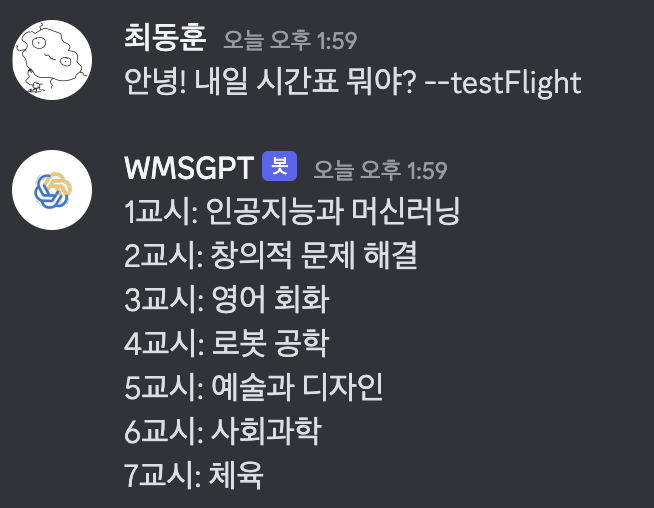 최동훈 오늘 오후 1:59
안녕! 내일 시간표 뭐야? --testFlight
WMSGPT 봇 오늘 오후 1:59
1교시: 인공지능과 머신러닝
2교시: 창의적 문제 해결
3교시: 영어 회화
4교시: 로봇 공학
5교시: 예술과 디자인
6교시: 사회과학
7교시: 체육